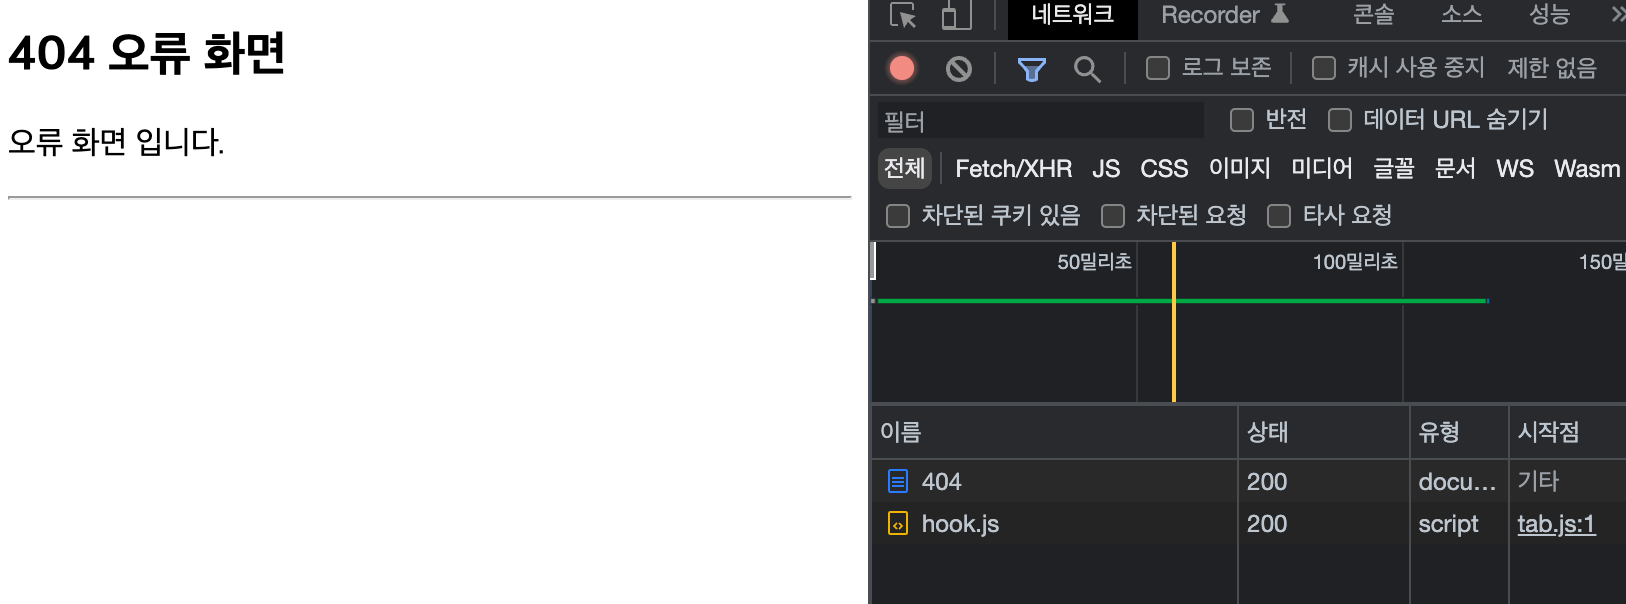 404 오류 화면
오류 화면 입니다.
네트워크 Recorder 콘솔 소스 성능
로그 보존 캐시 사용 중지 제한 없음
필터 반전 데이터 URL 숨기기
전체 Fetch/XHR JS CSS 이미지 미디어 글꼴 문서 WS Wasm
차단된 쿠키 있음 차단된 요청 타사 요청
50밀리초 100밀리초 150밀
이름 상태 유형 시작점
404 200 docu... 기타
hook.js 200 script tab.js:1